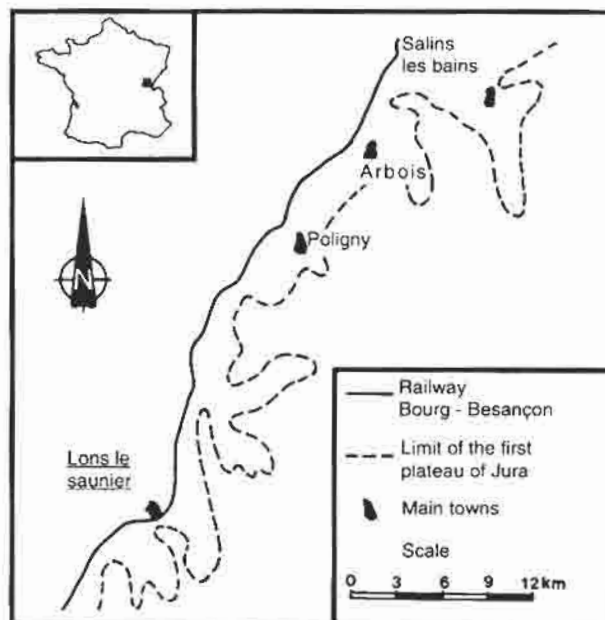 Salins
les bains
Arbois
Poligny
N
Lons le
saunier
Railway
Bourg - Besançon
Limit of the first
plateau of Jura
Main towns
Scale
0 3 6 9 12km